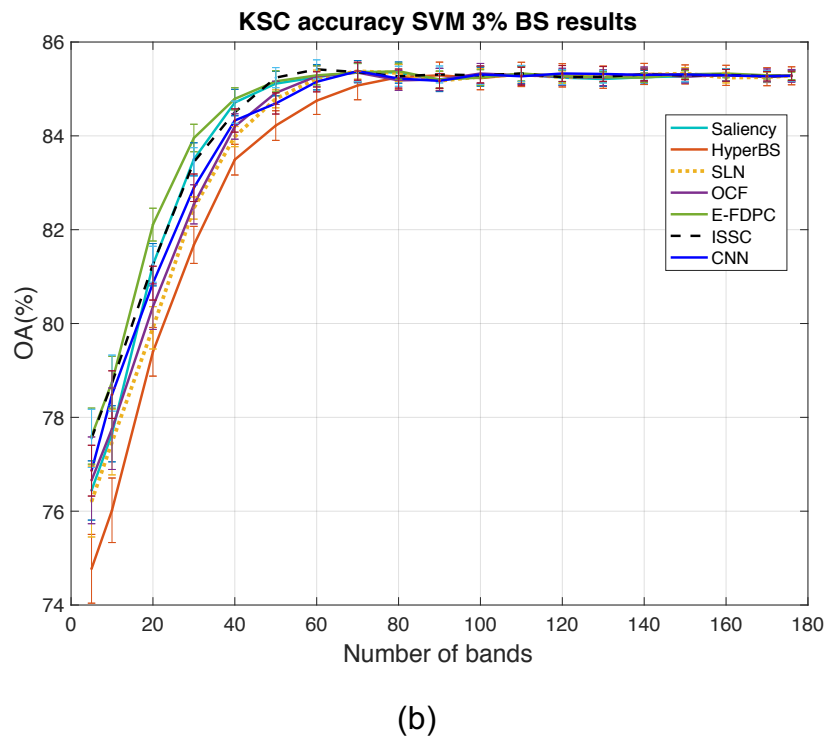 KSC accuracy SVM 3% BS results
86
84
82
80
78
76
74
OA(%)
0 20 40 60 80 100 120 140 160 180
Number of bands
Saliency
HyperBS
SLN
OCF
E-FDPC
ISSC
CNN
(b)